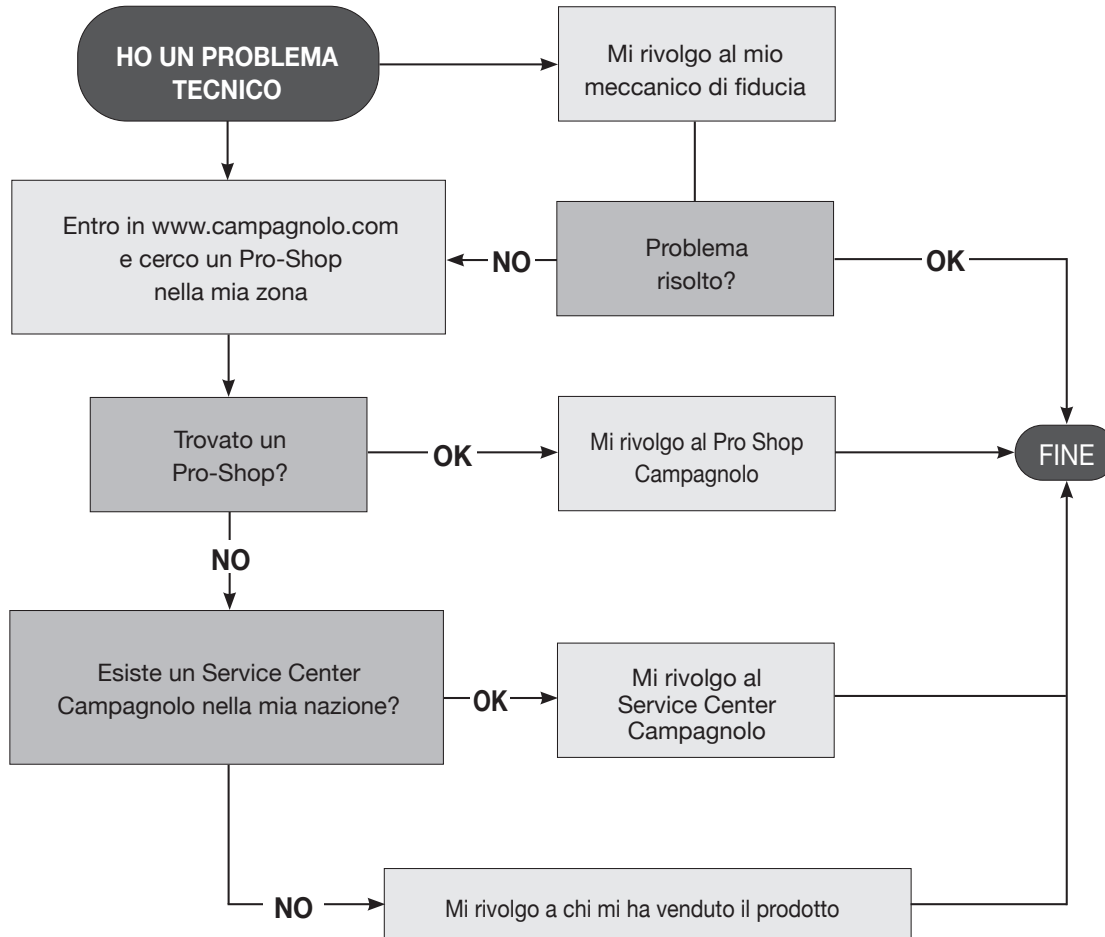 HO UN PROBLEMA
TECNICO
Mi rivolgo al mio
meccanico di fiducia
Entro in www.campagnolo.com
e cerco un Pro-Shop
nella mia zona
NO
Problema
risolto?
OK
Trovato un
Pro-Shop?
OK
Mi rivolgo al Pro Shop
Campagnolo
FINE
NO
Esiste un Service Center
Campagnolo nella mia nazione?
OK
Mi rivolgo al
Service Center
Campagnolo
NO
Mi rivolgo a chi mi ha venduto il prodotto